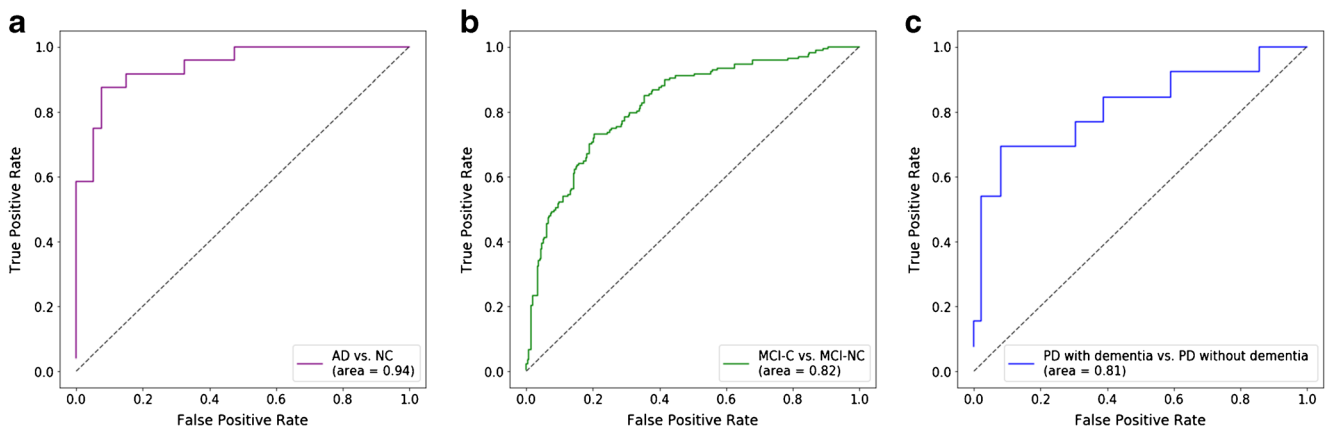 a
1.0
0.8
0.6
0.4
0.2
0.0
True Positive Rate
0.0 0.2 0.4 0.6 0.8 1.0
False Positive Rate
AD vs. NC
(area = 0.94)
b
1.0
0.8
0.6
0.4
0.2
0.0
True Positive Rate
0.0 0.2 0.4 0.6 0.8 1.0
False Positive Rate
MCI-C vs. MCI-NC
(area = 0.82)
c
1.0
0.8
0.6
0.4
0.2
0.0
True Positive Rate
0.0 0.2 0.4 0.6 0.8 1.0
False Positive Rate
PD with dementia vs. PD without dementia
(area = 0.81)